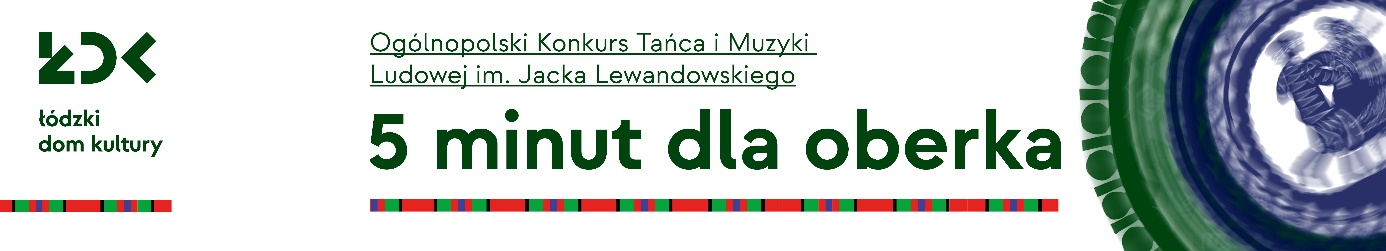 ŁDK
łódzki
dom kultury
Ogólnopolski Konkurs Tańca i Muzyki
Ludowej im. Jacka Lewandowskiego
5 minut dla oberka